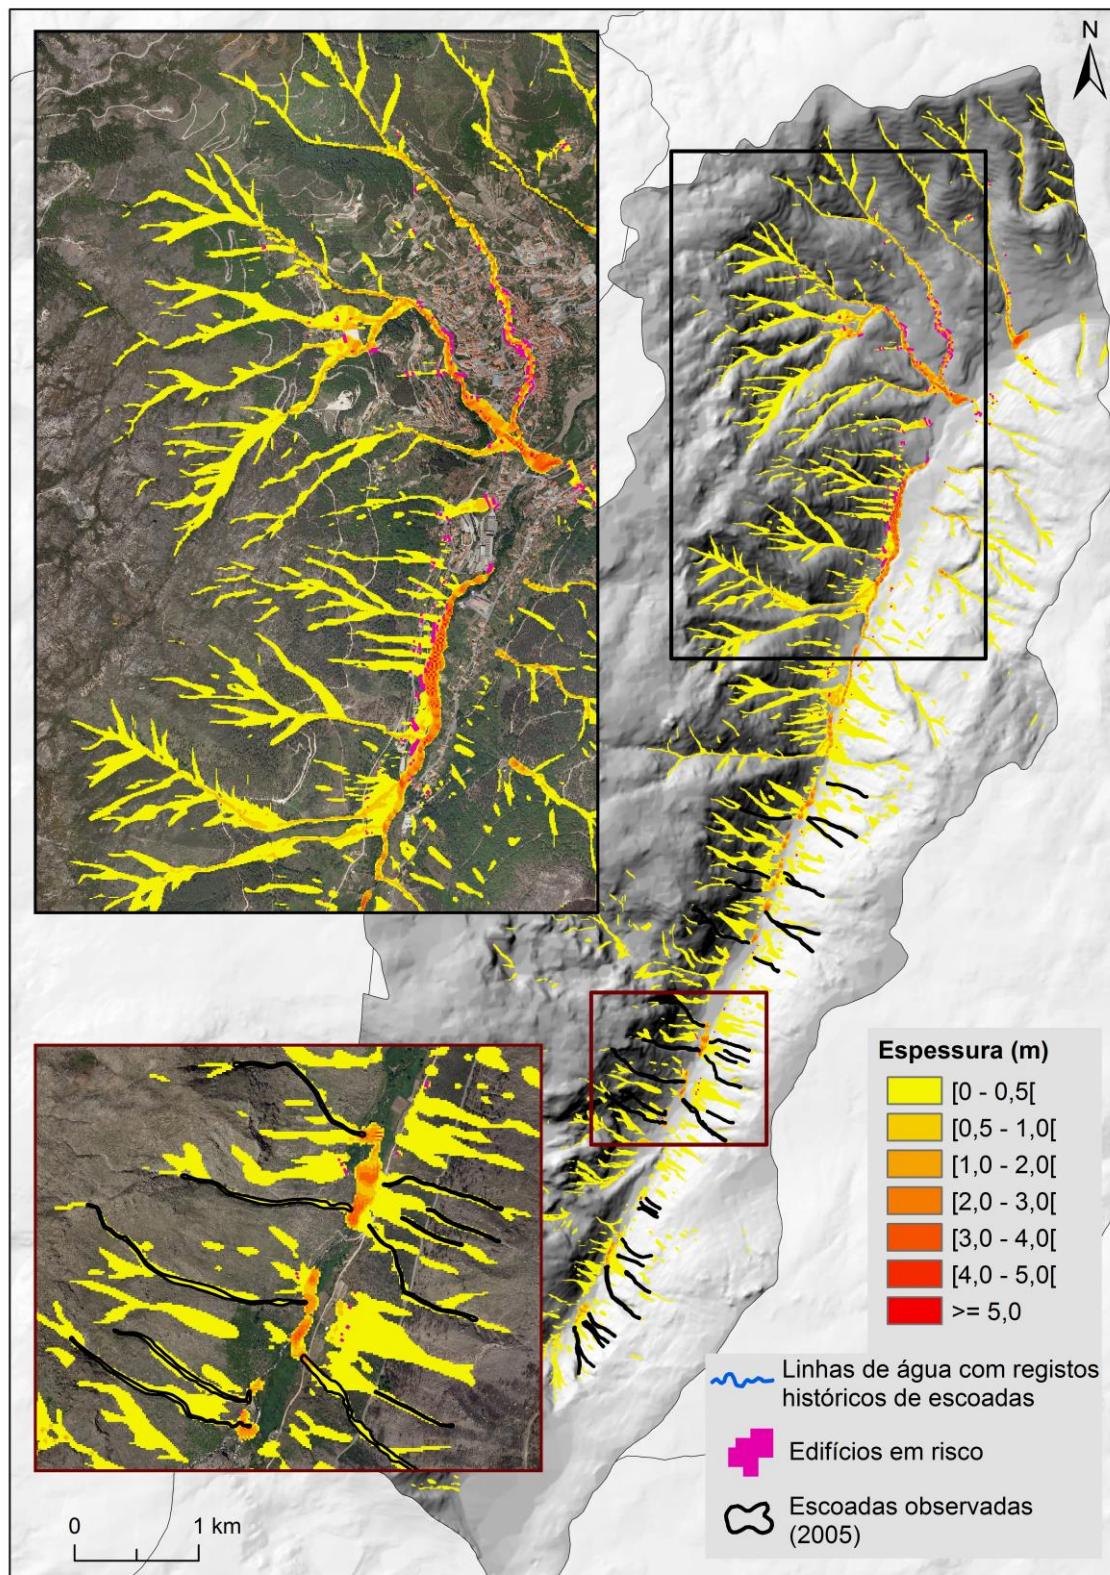 N
Espessura (m)
[0 - 0,5[
[0,5 - 1,0[
[1,0 - 2,0[
[2,0 - 3,0[
[3,0 - 4,0[
[4,0 - 5,0[
>= 5,0
Linhas de água com registos
históricos de escoadas
Edifícios em risco
Escoadas observadas
(2005)
0 1 km